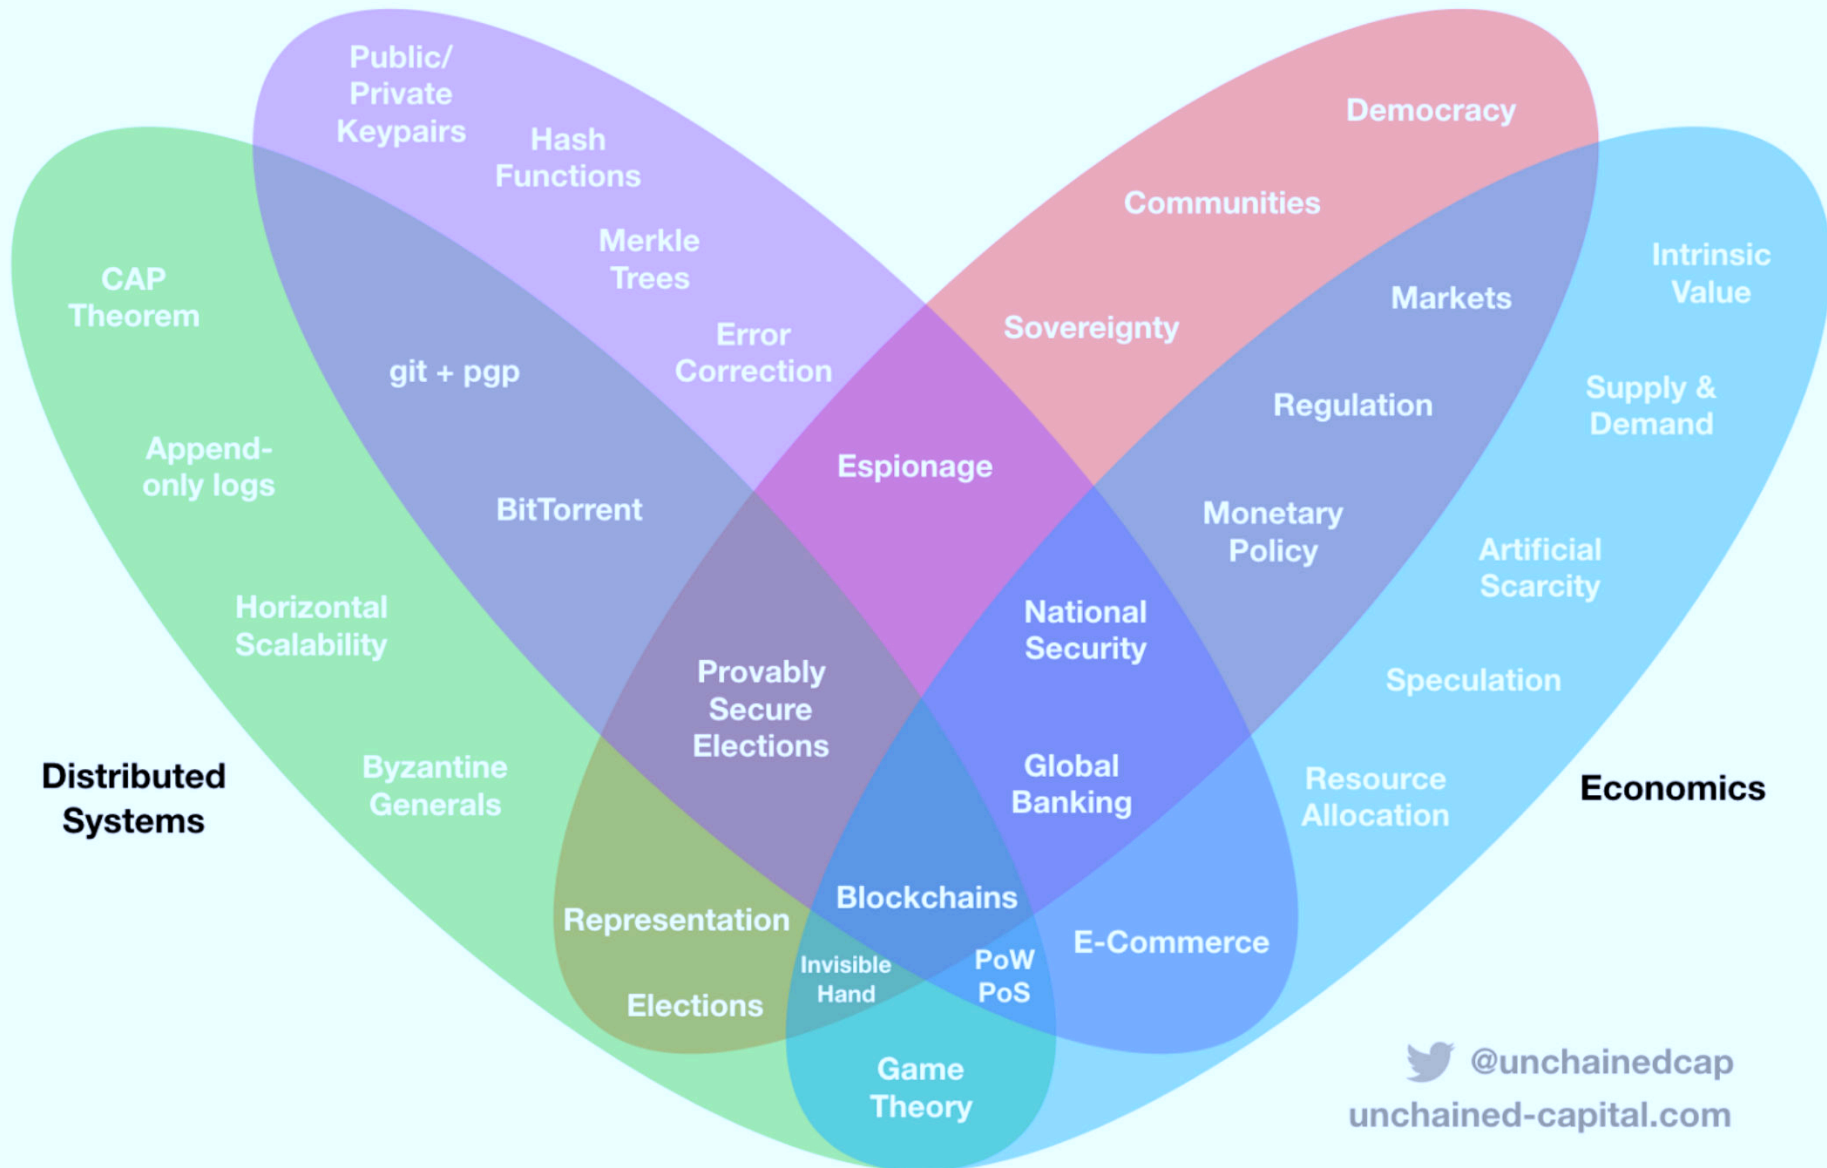 Public/
Private
Keypairs
Hash
Functions
Merkle
Trees
Error
Correction
Democracy
Communities
Sovereignty
CAP
Theorem
Append-
only logs
Horizontal
Scalability
Byzantine
Generals
git + pgp
BitTorrent
Espionage
Markets
Regulation
Monetary
Policy
Intrinsic
Value
Supply &
Demand
Artificial
Scarcity
Speculation
Resource
Allocation
Provably
Secure
Elections
National
Security
Global
Banking
Distributed
Systems
Economics
Representation
Elections
Blockchains
Invisible
Hand
PoW
PoS
E-Commerce
Game
Theory
@unchainedcap
unchained-capital.com